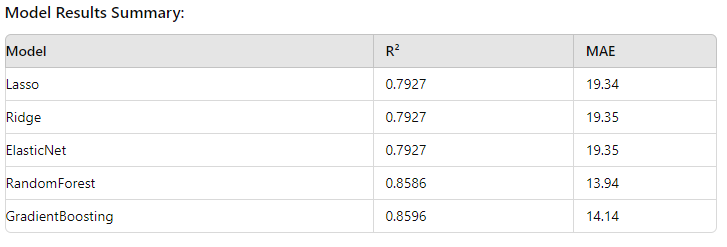 Model Results Summary:
Model R² MAE
Lasso 0.7927 19.34
Ridge 0.7927 19.35
ElasticNet 0.7927 19.35
RandomForest 0.8586 13.94
GradientBoosting 0.8596 14.14